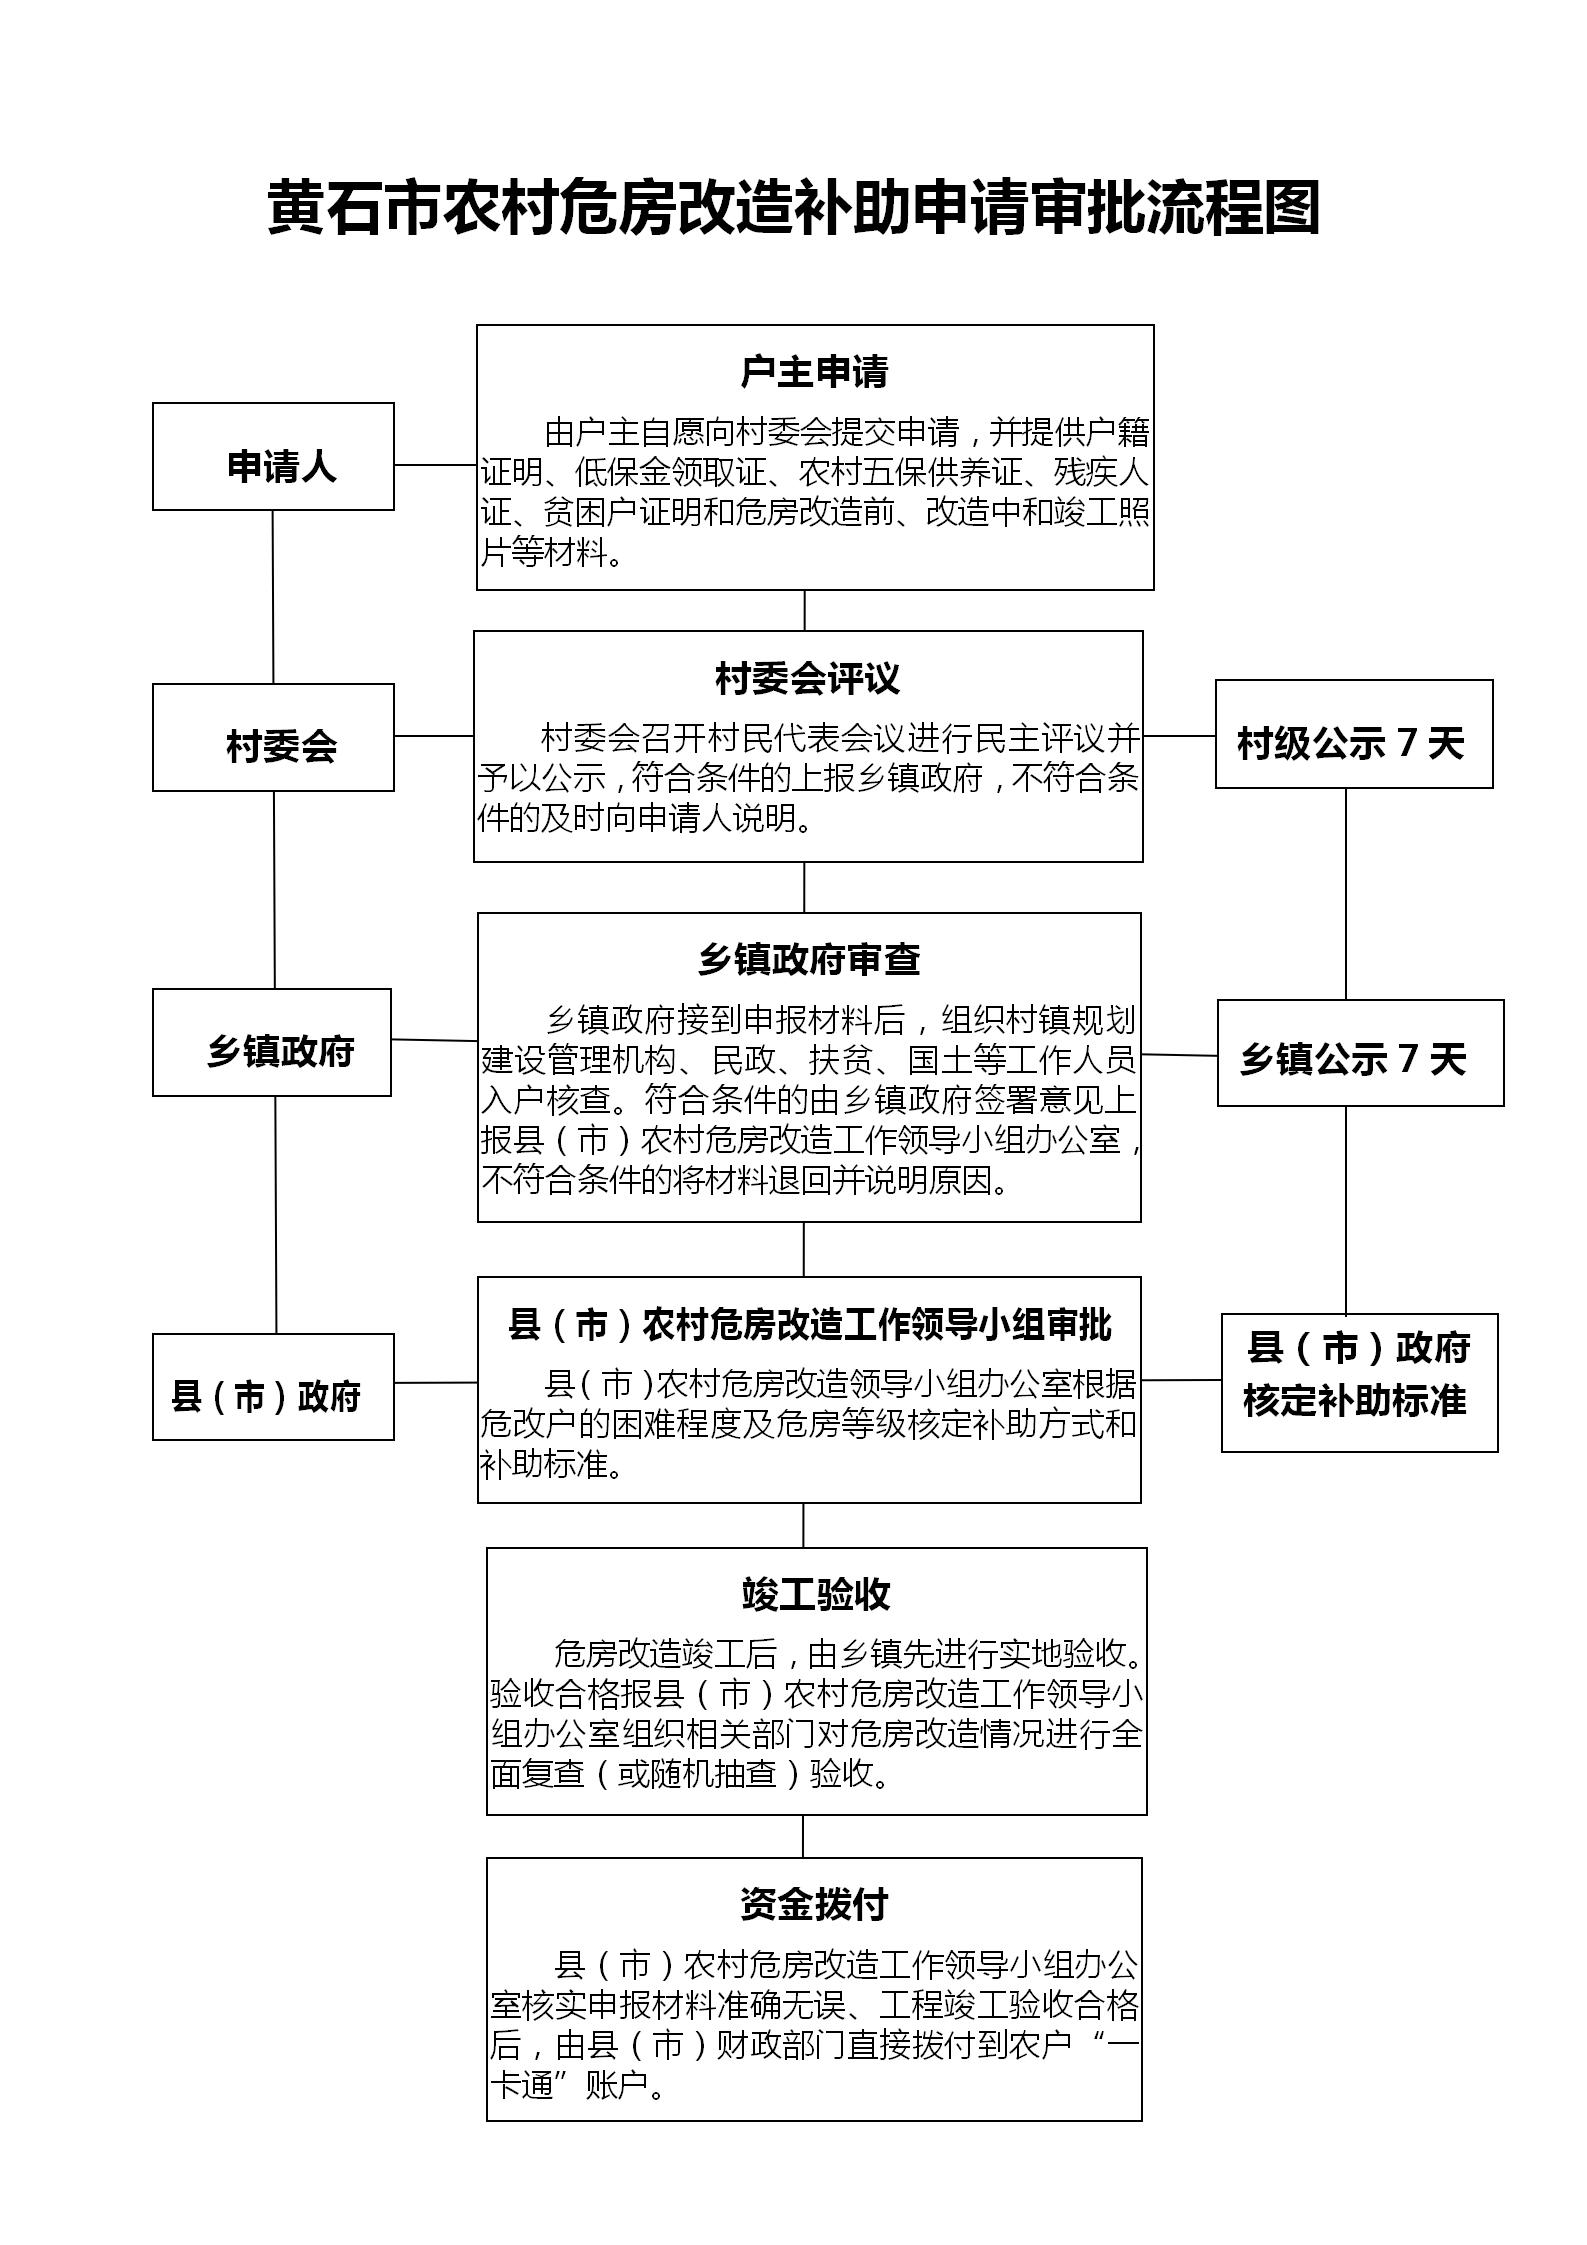 黄石市农村危房改造补助申请审批流程图
户主申请
由户主自愿向村委会提交申请，并提供户籍
证明、低保金领取证、农村五保供养证、残疾人
证、贫困户证明和危房改造前、改造中和竣工照
片等材料。
申请人
村委会评议
村委会召开村民代表会议进行民主评议并
予以公示，符合条件的上报乡镇政府，不符合条
件的及时向申请人说明。
村委会
村级公示 7 天
乡镇政府审查
乡镇政府接到申报材料后，组织村镇规划
建设管理机构、民政、扶贫、国土等工作人员
入户核查。符合条件的由乡镇政府签署意见上
报县（市）农村危房改造工作领导小组办公室，
不符合条件的将材料退回并说明原因。
乡镇政府
乡镇公示 7 天
县（市）农村危房改造工作领导小组审批
县（市）农村危房改造领导小组办公室根据
危改户的困难程度及危房等级核定补助方式和
补助标准。
县（市）政府
县（市）政府
核定补助标准
竣工验收
危房改造竣工后，由乡镇先进行实地验收。
验收合格报县（市）农村危房改造工作领导小
组办公室组织相关部门对危房改造情况进行全
面复查（或随机抽查）验收。
资金拨付
县（市）农村危房改造工作领导小组办公
室核实申报材料准确无误、工程竣工验收合格
后，由县（市）财政部门直接拨付到农户“一
卡通”账户。